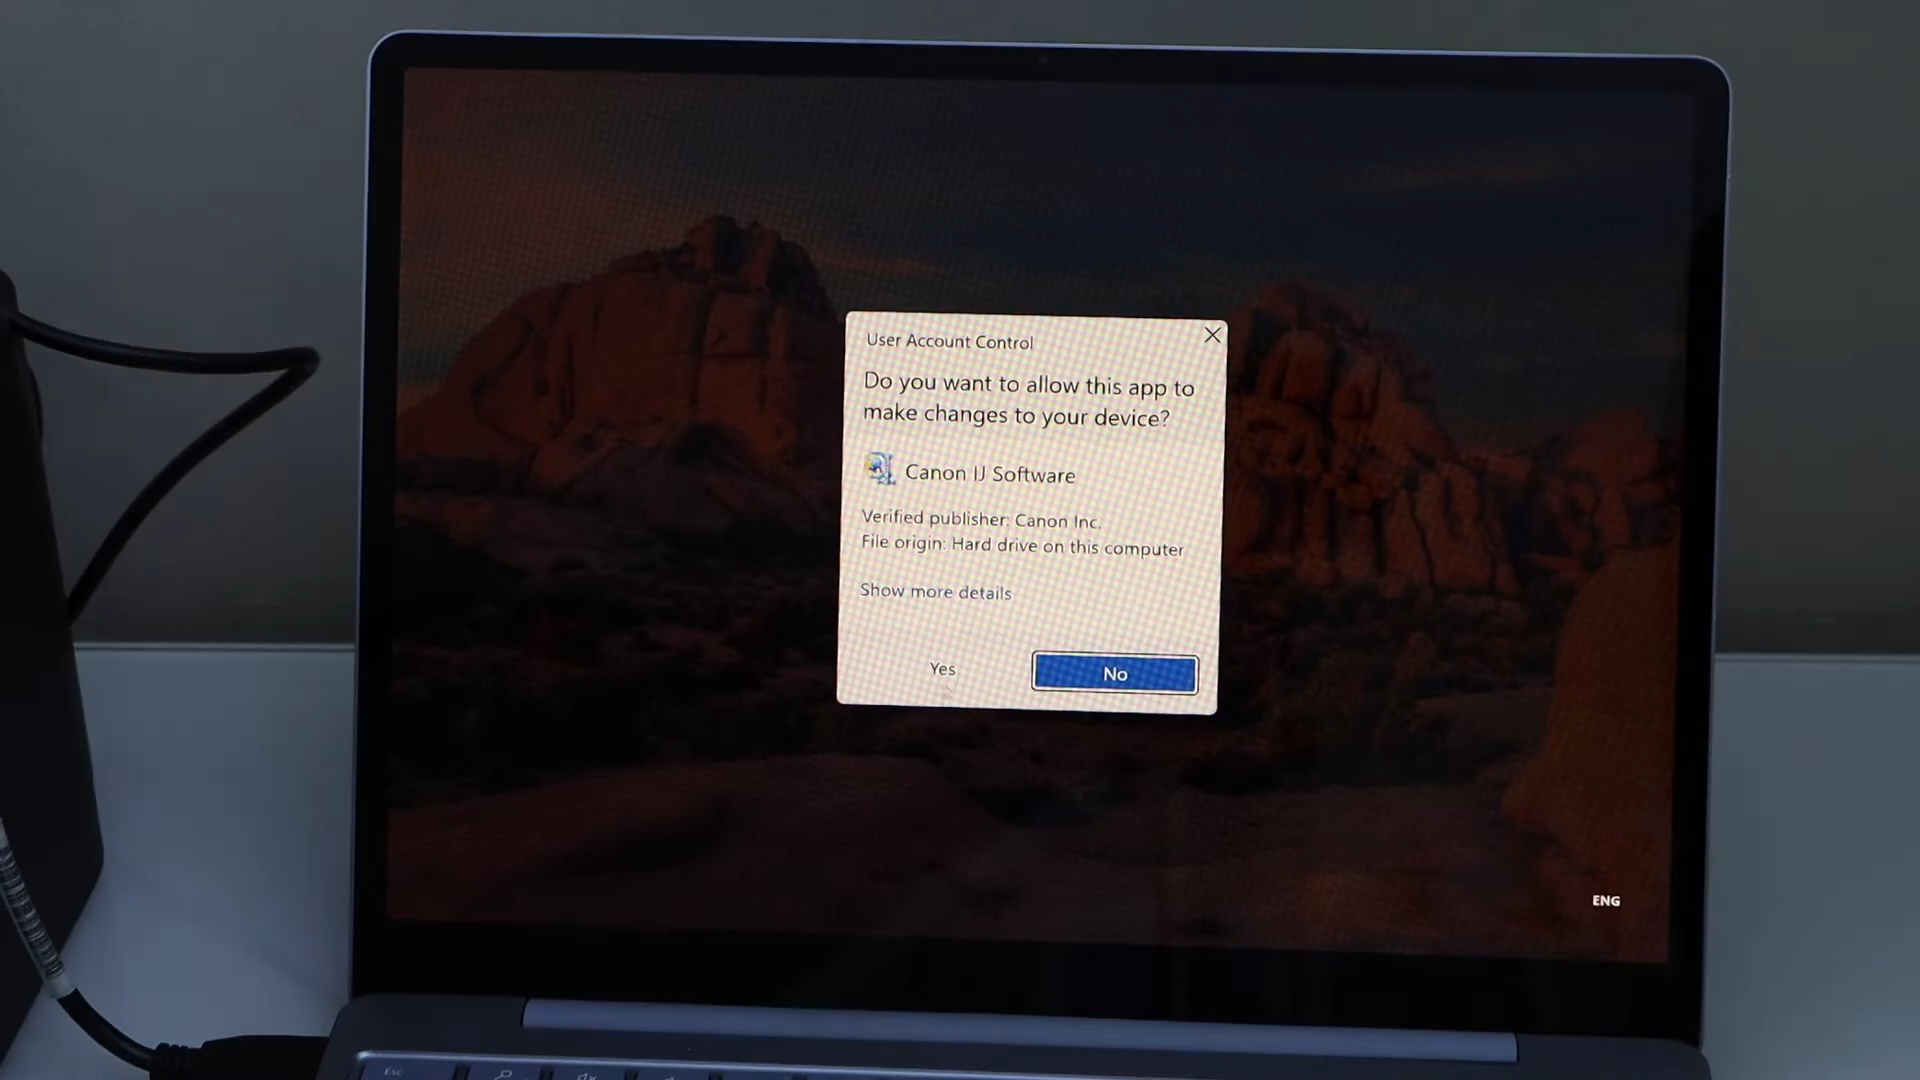 User Account Control
Do you want to allow this app to
make changes to your device?
Canon IJ Software
Verified publisher: Canon Inc.
File origin: Hard drive on this computer
Show more details
Yes
No
ENG
Esc